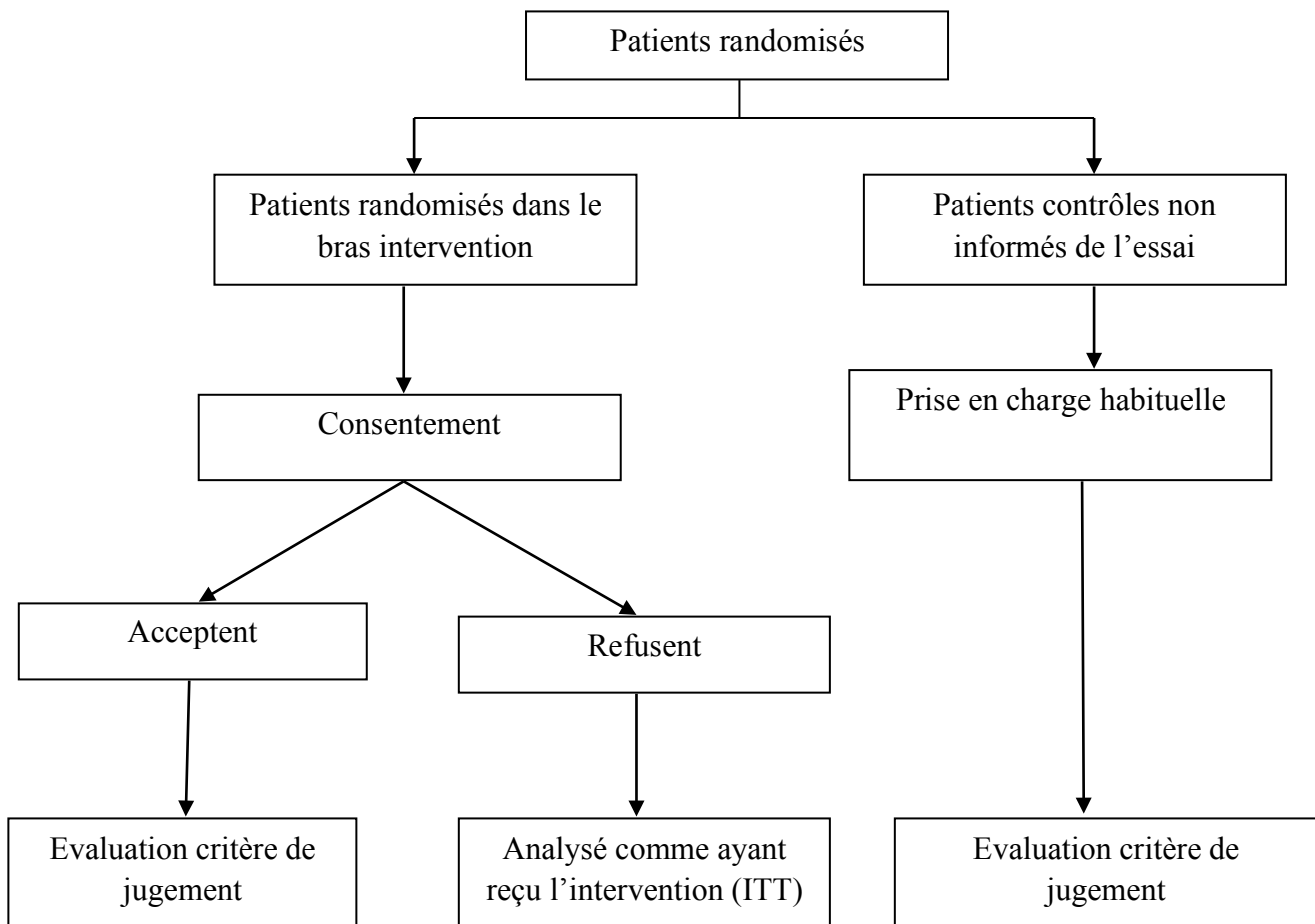 Patients randomisés
Patients randomisés dans le
bras intervention
Patients contrôles non
informés de l’essai
Consentement
Prise en charge habituelle
Acceptent
Refusent
Evaluation critère de
jugement
Analysé comme ayant
reçu l’intervention (ITT)
Evaluation critère de
jugement